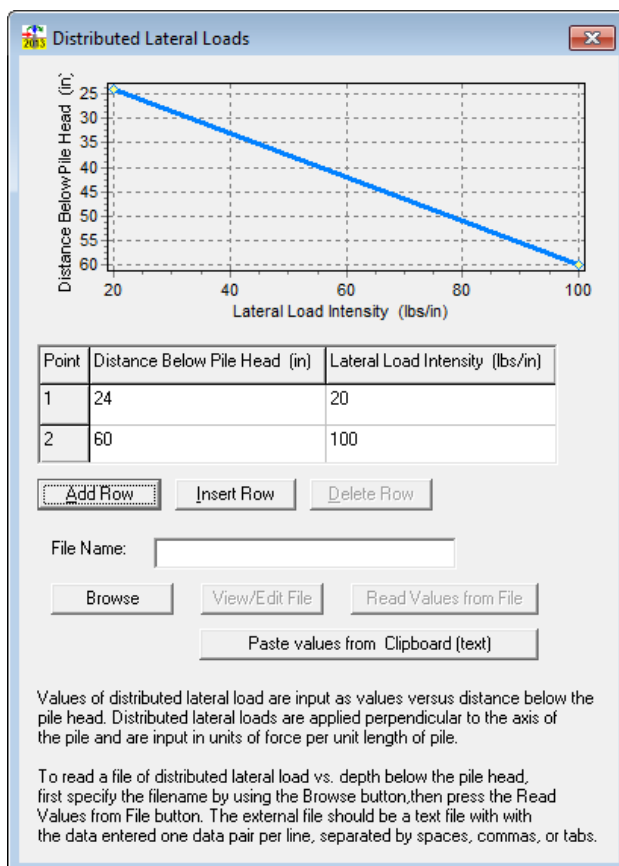 2013 Distributed Lateral Loads
Distance Below Pile Head (in)
25
30
35
40
45
50
55
60
20 40 60 80 100
Lateral Load Intensity (lbs/in)
Point Distance Below Pile Head (in) Lateral Load Intensity (lbs/in)
1 24 20
2 60 100
Add Row Insert Row Delete Row
File Name:
Browse View/Edit File Read Values from File
Paste values from Clipboard (text)
Values of distributed lateral load are input as values versus distance below the
pile head. Distributed lateral loads are applied perpendicular to the axis of
the pile and are input in units of force per unit length of pile.
To read a file of distributed lateral load vs. depth below the pile head,
first specify the filename by using the Browse button,then press the Read
Values from File button. The external file should be a text file with with
the data entered one data pair per line, separated by spaces, commas, or tabs.